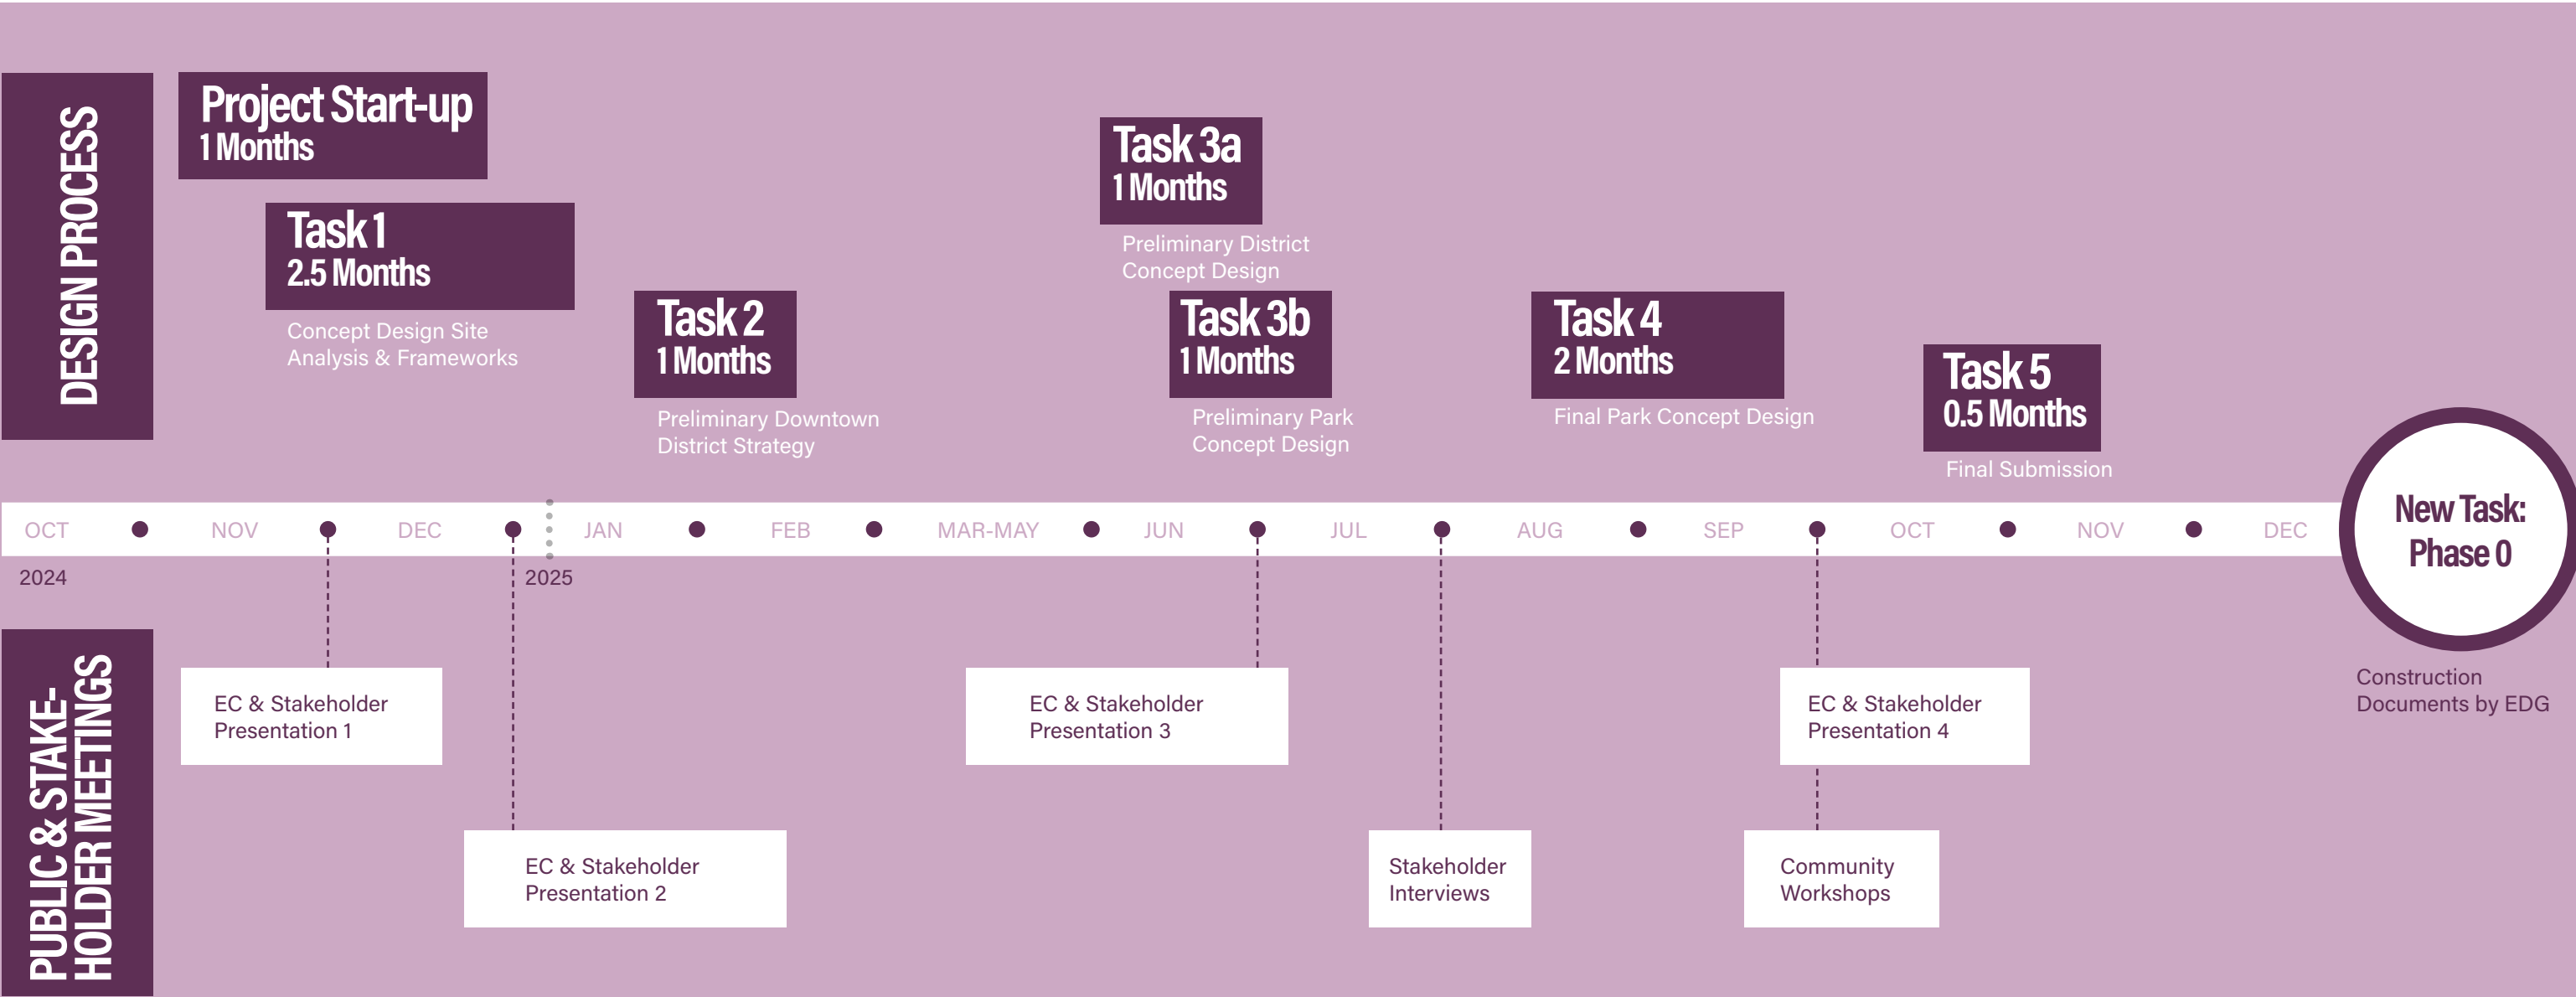 DESIGN PROCESS
Project Start-up
1 Months
Task 1
2.5 Months
Concept Design Site
Analysis & Frameworks
Task 2
1 Months
Preliminary Downtown
District Strategy
Task 3a
1 Months
Preliminary District
Concept Design
Task 3b
1 Months
Preliminary Park
Concept Design
Task 4
2 Months
Final Park Concept Design
Task 5
0.5 Months
Final Submission
OCT NOV DEC JAN FEB MAR-MAY JUN JUL AUG SEP OCT NOV DEC
2024 2025
New Task:
Phase 0
Construction
Documents by EDG
PUBLIC & STAKE-
HOLDER MEETINGS
EC & Stakeholder
Presentation 1
EC & Stakeholder
Presentation 2
EC & Stakeholder
Presentation 3
Stakeholder
Interviews
EC & Stakeholder
Presentation 4
Community
Workshops